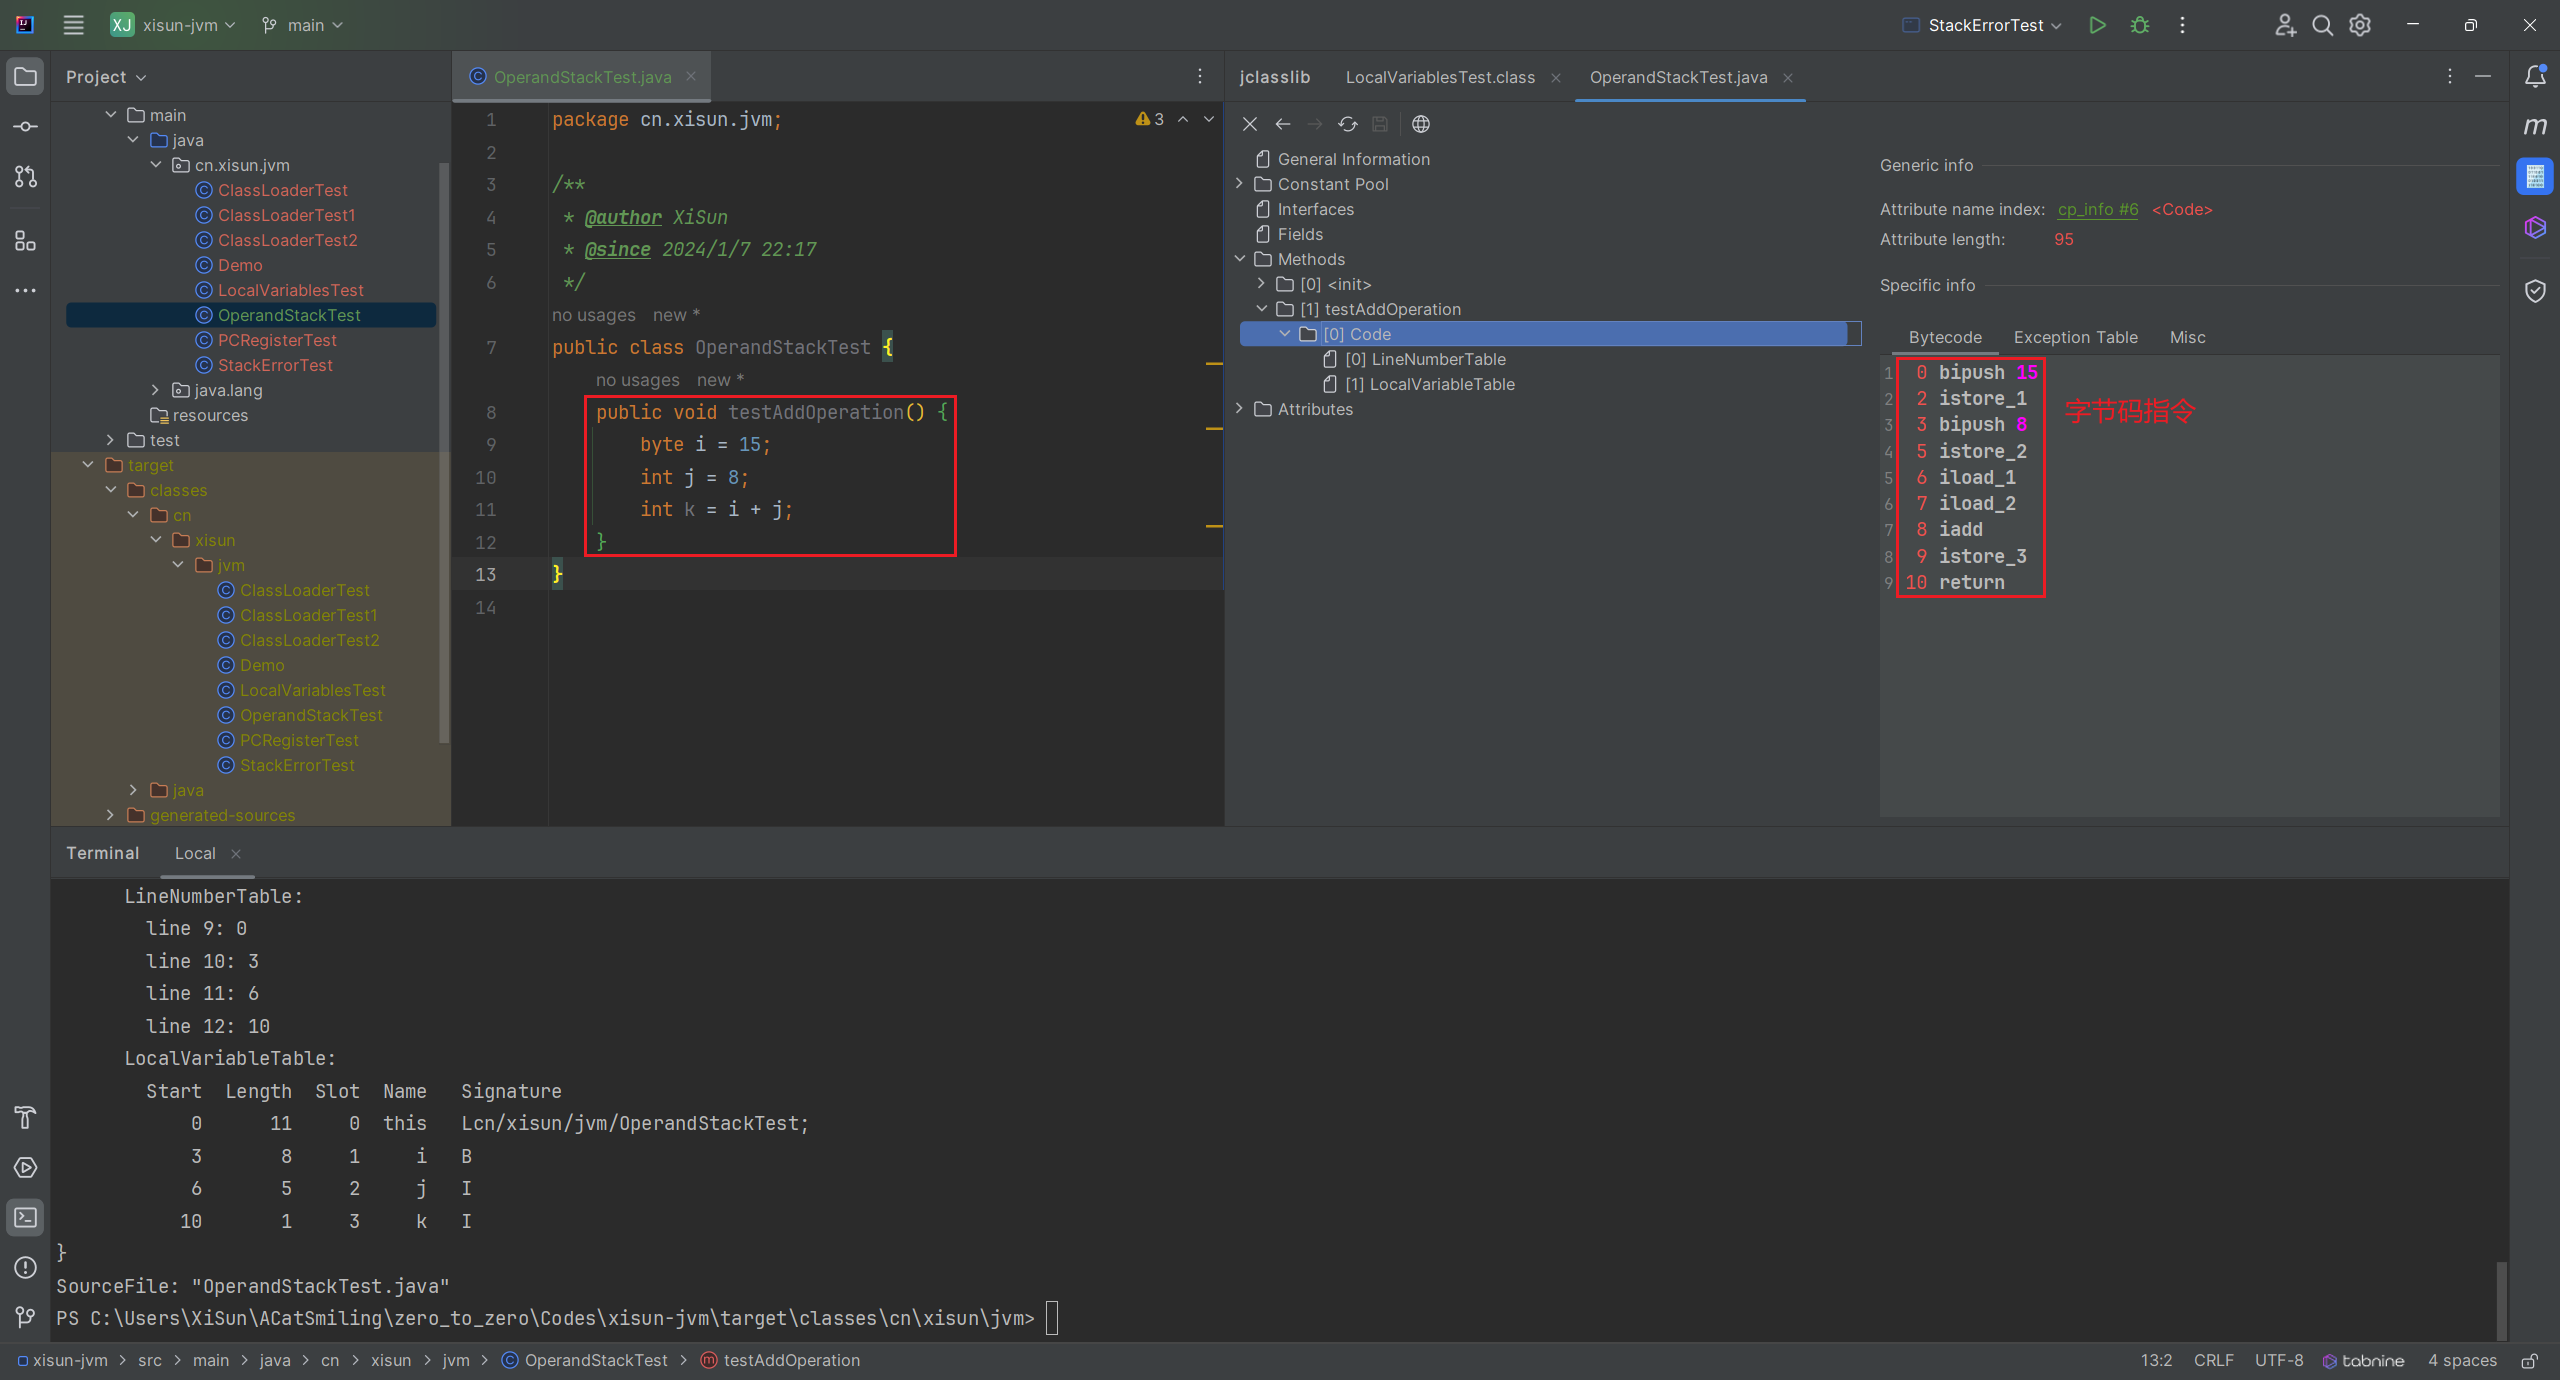 XJ xisun-jvm main StackErrorTest
Project
main
java
cn.xisun.jvm
ClassLoaderTest
ClassLoaderTest1
ClassLoaderTest2
Demo
LocalVariablesTest
OperandStackTest
PCRegisterTest
StackErrorTest
java.lang
resources
test
target
classes
cn
xisun
jvm
ClassLoaderTest
ClassLoaderTest1
ClassLoaderTest2
Demo
LocalVariablesTest
OperandStackTest
PCRegisterTest
StackErrorTest
java
generated-sources
OperandStackTest.java
3
1 package cn.xisun.jvm;
2
3 /**
4 * @author XiSun
5 * @since 2024/1/7 22:17
6 */
no usages new *
7 public class OperandStackTest {
no usages new *
8 public void testAddOperation() {
9 byte i = 15;
10 int j = 8;
11 int k = i + j;
12 }
13 }
14
jclasslib LocalVariablesTest.class OperandStackTest.java
General Information
Constant Pool
Interfaces
Fields
Methods
[0] <init>
[1] testAddOperation
[0] Code
[0] LineNumberTable
[1] LocalVariableTable
Attributes
Generic info
Attribute name index: cp_info #6 <Code>
Attribute length: 95
Specific info
Bytecode Exception Table Misc
1 0 bipush 15
2 2 istore_1
3 3 bipush 8
4 5 istore_2
5 6 iload_1
6 7 iload_2
7 8 iadd
8 9 istore_3
9 10 return
字节码指令
m
Terminal Local
LineNumberTable:
line 9: 0
line 10: 3
line 11: 6
line 12: 10
LocalVariableTable:
Start Length Slot Name Signature
0 11 0 this Lcn/xisun/jvm/OperandStackTest;
3 8 1 i B
6 5 2 j I
10 1 3 k I
}
SourceFile: "OperandStackTest.java"
PS C:\Users\XiSun\ACatSmiling\zero_to_zero\Codes\xisun-jvm\target\classes\cn\xisun\jvm>
xisun-jvm > src > main > java > cn > xisun > jvm > OperandStackTest > testAddOperation
13:2 CRLF UTF-8 tabnine 4 spaces